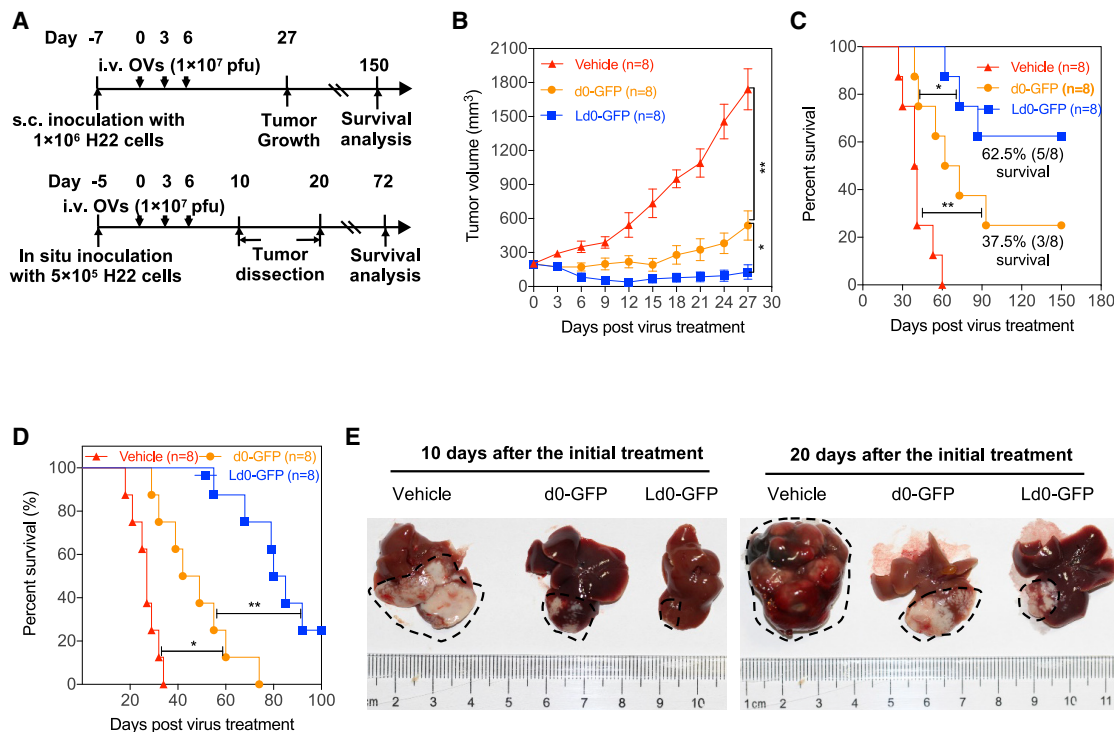 A
Day -7 0 3 6 27 150
i.v. OVs (1×10⁷ pfu)
s.c. inoculation with
1×10⁶ H22 cells
Tumor
Growth
Survival
analysis
Day -5 0 3 6 10 20 72
i.v. OVs (1×10⁷ pfu)
In situ inoculation
with 5×10⁵ H22 cells
Tumor
dissection
Survival
analysis
B
2100
1800
1500
1200
900
600
300
0
Tumor volume (mm³)
Vehicle (n=8)
d0-GFP (n=8)
Ld0-GFP (n=8)
**
*
0 3 6 9 12 15 18 21 24 27 30
Days post virus treatment
C
100
80
60
40
20
0
Percent survival
Vehicle (n=8)
d0-GFP (n=8)
Ld0-GFP (n=8)
*
62.5% (5/8)
survival
**
37.5% (3/8)
survival
0 30 60 90 120 150 180
Days post virus treatment
D
Vehicle (n=8) d0-GFP (n=8)
Ld0-GFP (n=8)
100
80
60
40
20
0
Percent survival (%)
**
*
20 40 60 80 100
Days post virus treatment
E
10 days after the initial treatment
Vehicle d0-GFP Ld0-GFP
cm 2 3 4 5 6 7 8 9 10
20 days after the initial treatment
Vehicle d0-GFP Ld0-GFP
1cm 2 3 4 5 6 7 8 9 10 11